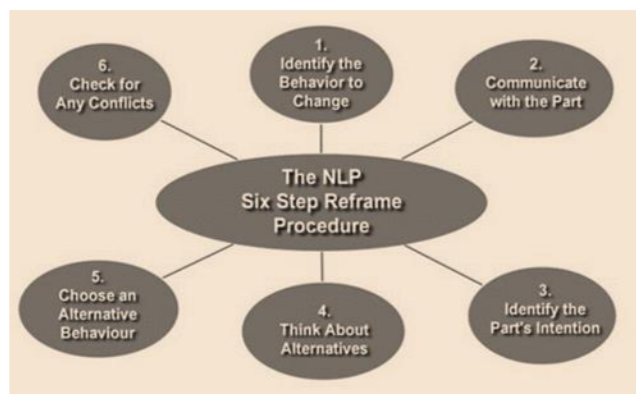 The NLP
Six Step Reframe
Procedure
1.
Identify the
Behavior to
Change
2.
Communicate
with the Part
3.
Identify the
Part's Intention
4.
Think About
Alternatives
5.
Choose an
Alternative
Behaviour
6.
Check for
Any Conflicts